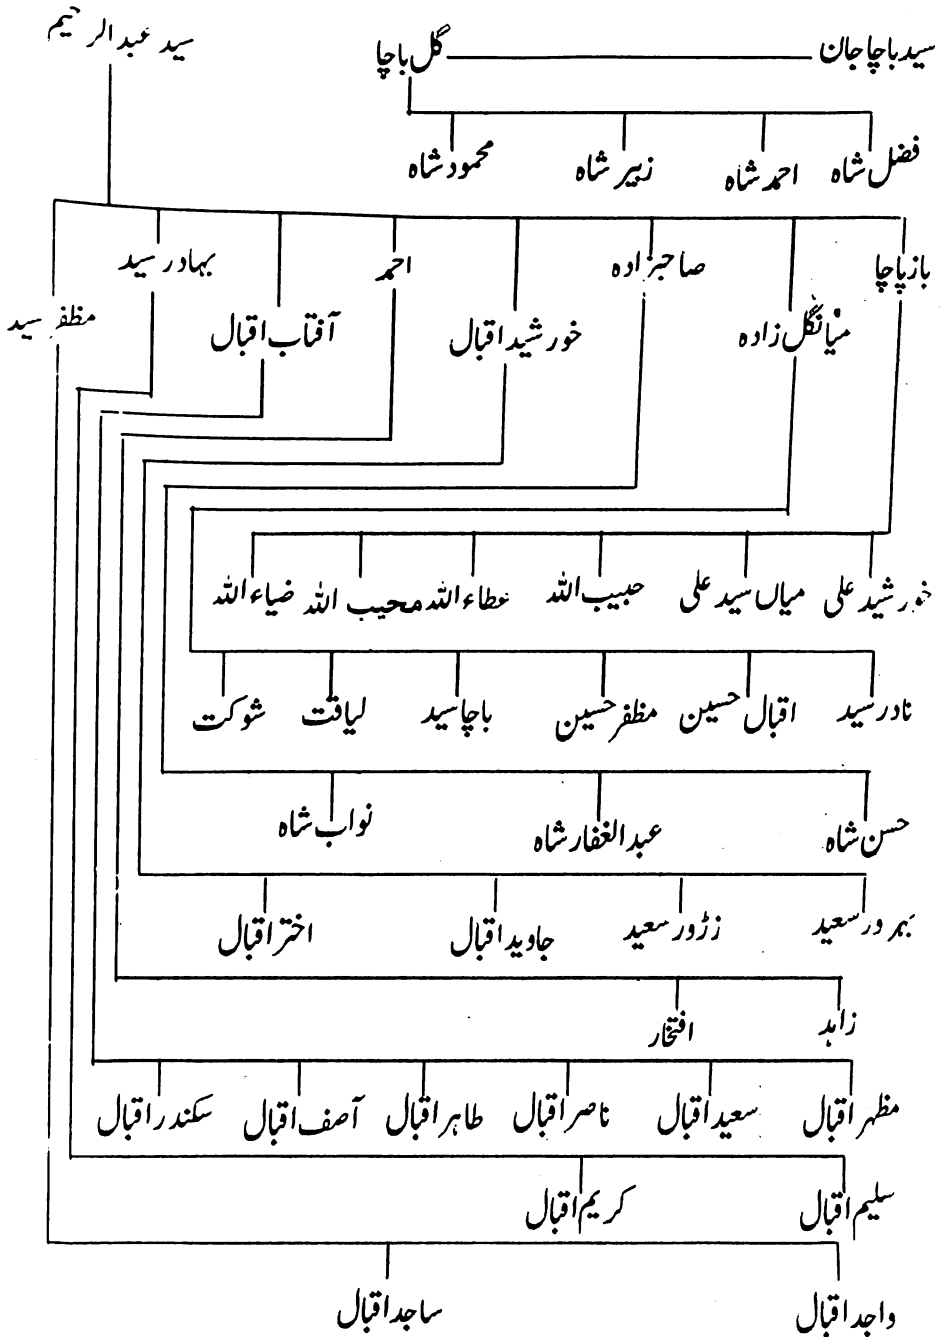 سید عبدالرحیم
سید باچا جان
گل باچا
فضل شاہ
احمد شاہ
زبیر شاہ
محمود شاہ
باز پاچا
میانگل زادہ
صاحبزادہ
خورشید اقبال
احمد
آفتاب اقبال
بہادر سید
مظفر سید
خورشید علی
میاں سید علی
حبیب اللہ
عطاء اللہ
محیب اللہ
ضیاء اللہ
نادر سید
اقبال حسین
مظفر حسین
باچا سید
لیاقت
شوکت
حسن شاہ
عبدالغفار شاہ
نواب شاہ
بہرور سعید
زڑور سعید
جاوید اقبال
اختر اقبال
زاہد
افتخار
مظہر اقبال
سعید اقبال
ناصر اقبال
طاہر اقبال
آصف اقبال
سکندر اقبال
سلیم اقبال
کریم اقبال
واجد اقبال
ساجد اقبال